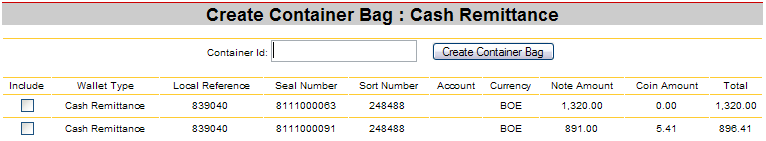 Create Container Bag : Cash Remittance
Container Id: Create Container Bag
Include Wallet Type Local Reference Seal Number Sort Number Account Currency Note Amount Coin Amount Total
Cash Remittance 839040 8111000063 248488 BOE 1,320.00 0.00 1,320.00
Cash Remittance 839040 8111000091 248488 BOE 891.00 5.41 896.41